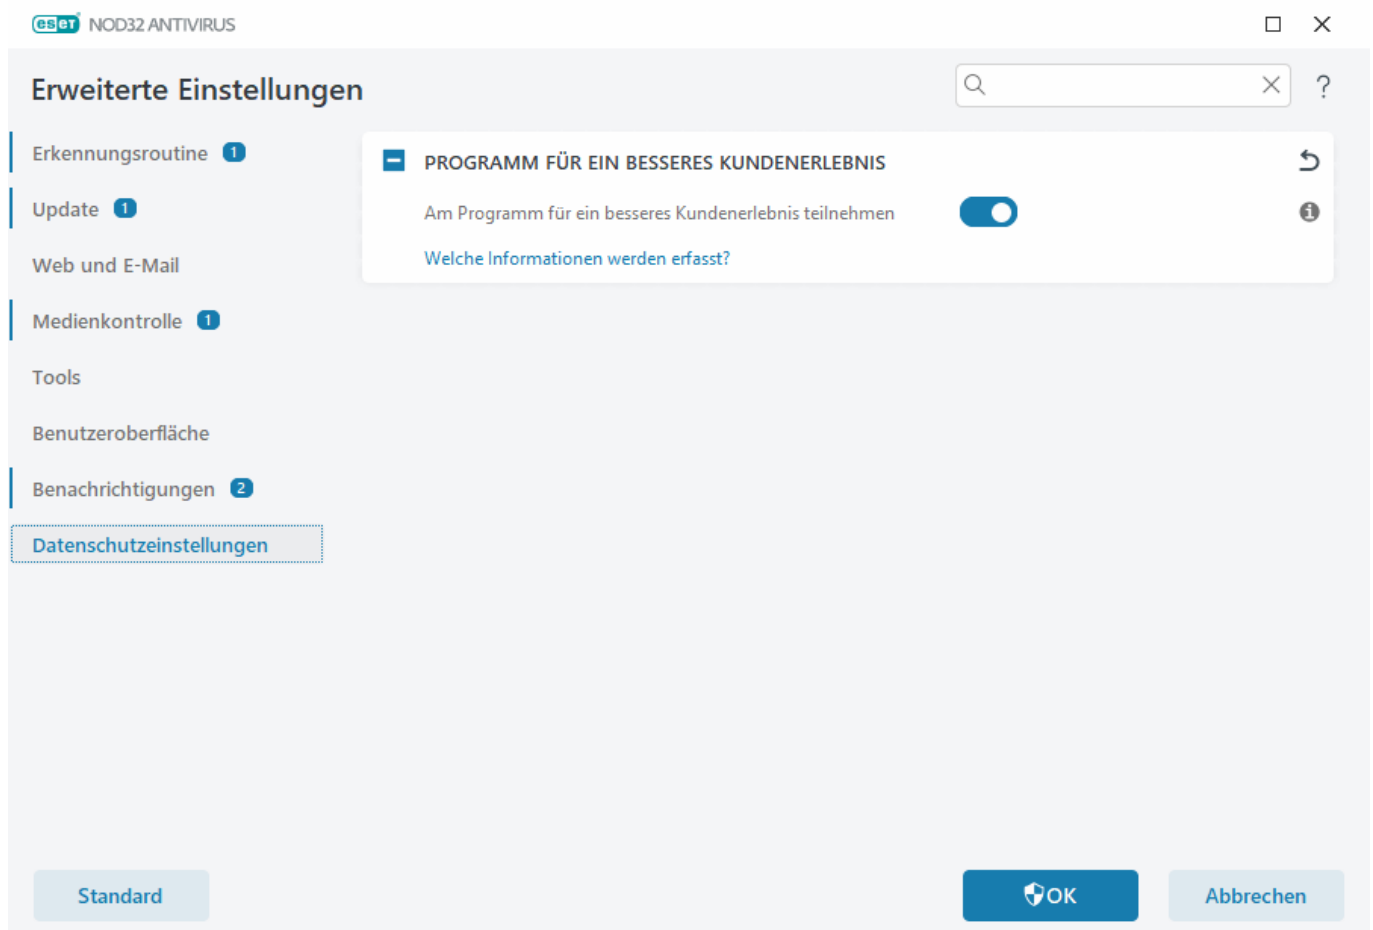 eset NOD32 ANTIVIRUS
Erweiterte Einstellungen
?
Erkennungsroutine 1
Update 1
Web und E-Mail
Medienkontrolle 1
Tools
Benutzeroberfläche
Benachrichtigungen 2
Datenschutzeinstellungen
PROGRAMM FÜR EIN BESSERES KUNDENERLEBNIS
Am Programm für ein besseres Kundenerlebnis teilnehmen
Welche Informationen werden erfasst?
Standard
OK
Abbrechen